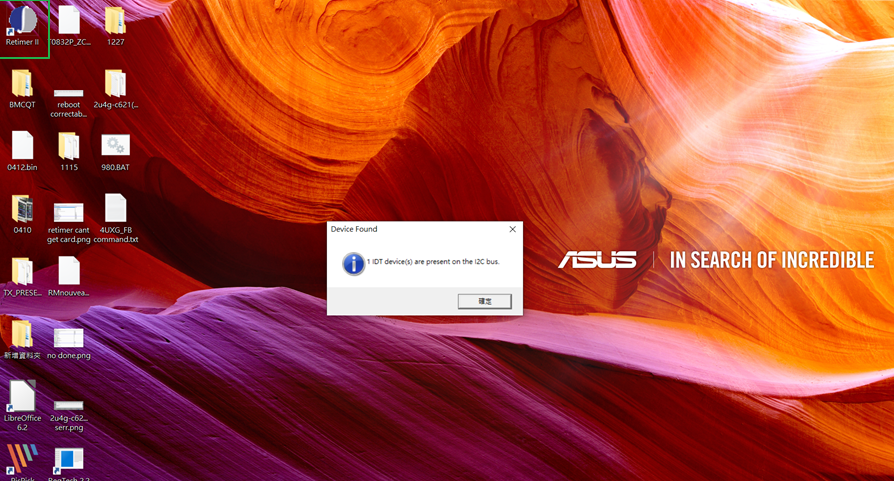 Retimer II
T0832P_ZC...
1227
BMCQT
reboot
correctab...
2u4g-c621(...
0412.bin
1115
980.BAT
0410
retimer cant
get card.png
4UXG_FB
command.txt
TX_PRESE...
RMnouvea...
新增資料夾
no done.png
LibreOffice
6.2
2u4g-c62...
serr.png
PicPick
Device Found
1 IDT device(s) are present on the I2C bus.
確定
ASUS
IN SEARCH OF INCREDIBLE